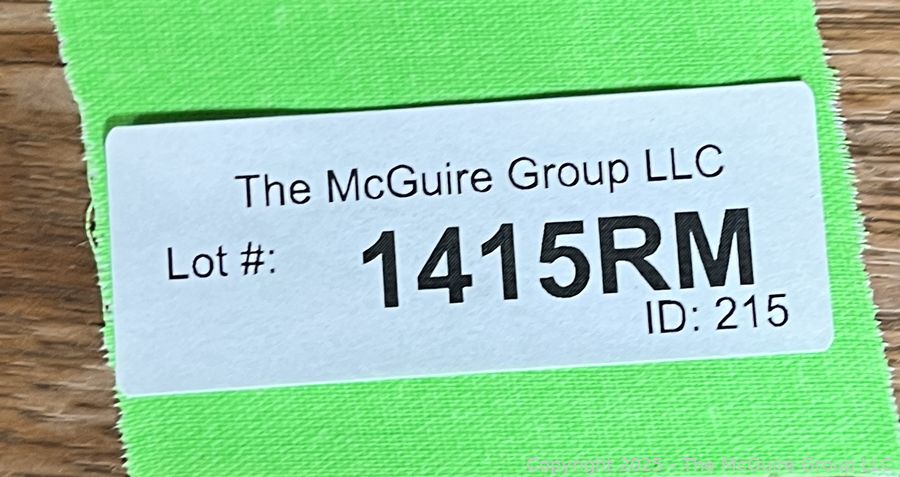 The McGuire Group LLC
Lot #: 1415RM
ID: 215
Copyright 2025 - The McGuire Group LLC